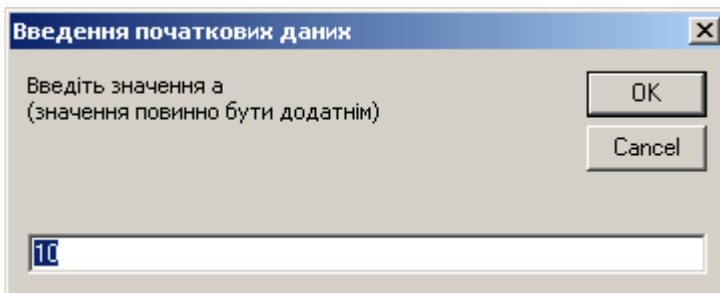 Введення початкових даних
Введіть значення а
(значення повинно бути додатнім)
OK
Cancel
10